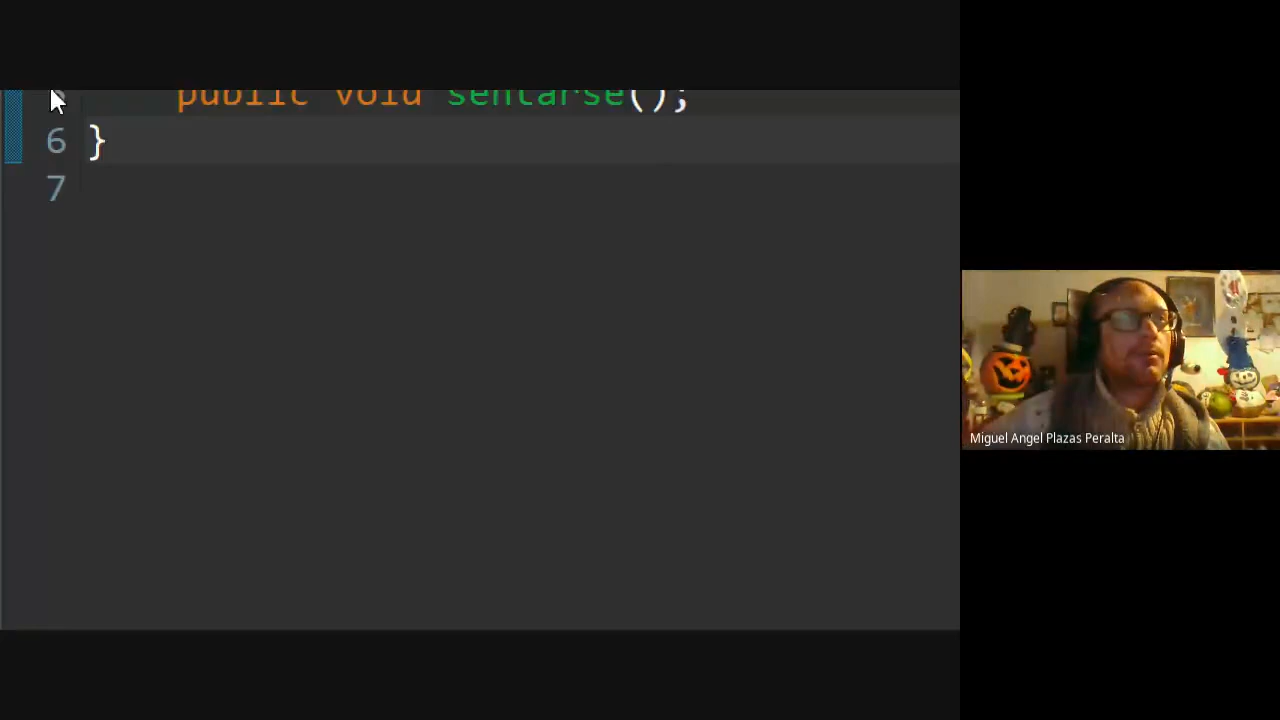 public void sentarse();
6 }
7
Miguel Angel Plazas Peralta